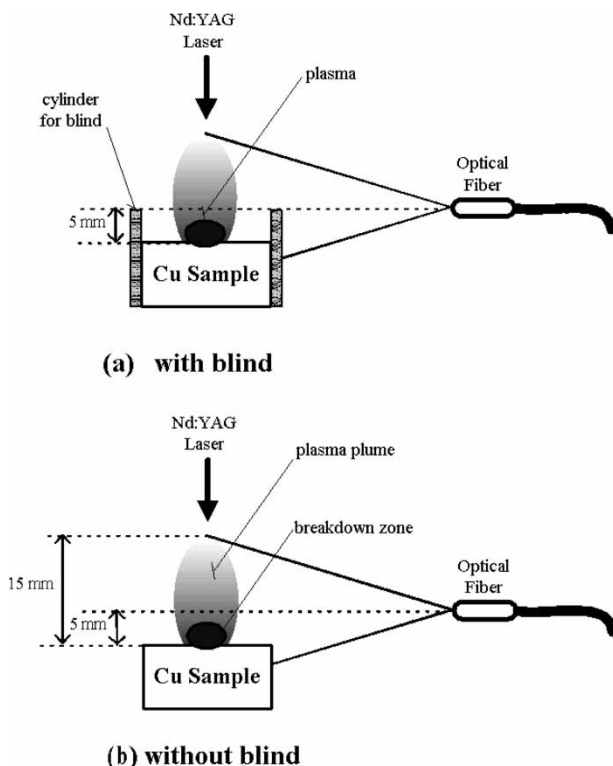 Nd:YAG
Laser
plasma
cylinder
for blind
Optical
Fiber
5 mm
Cu Sample
(a) with blind
Nd:YAG
Laser
plasma plume
breakdown zone
15 mm
Optical
Fiber
5 mm
Cu Sample
(b) without blind